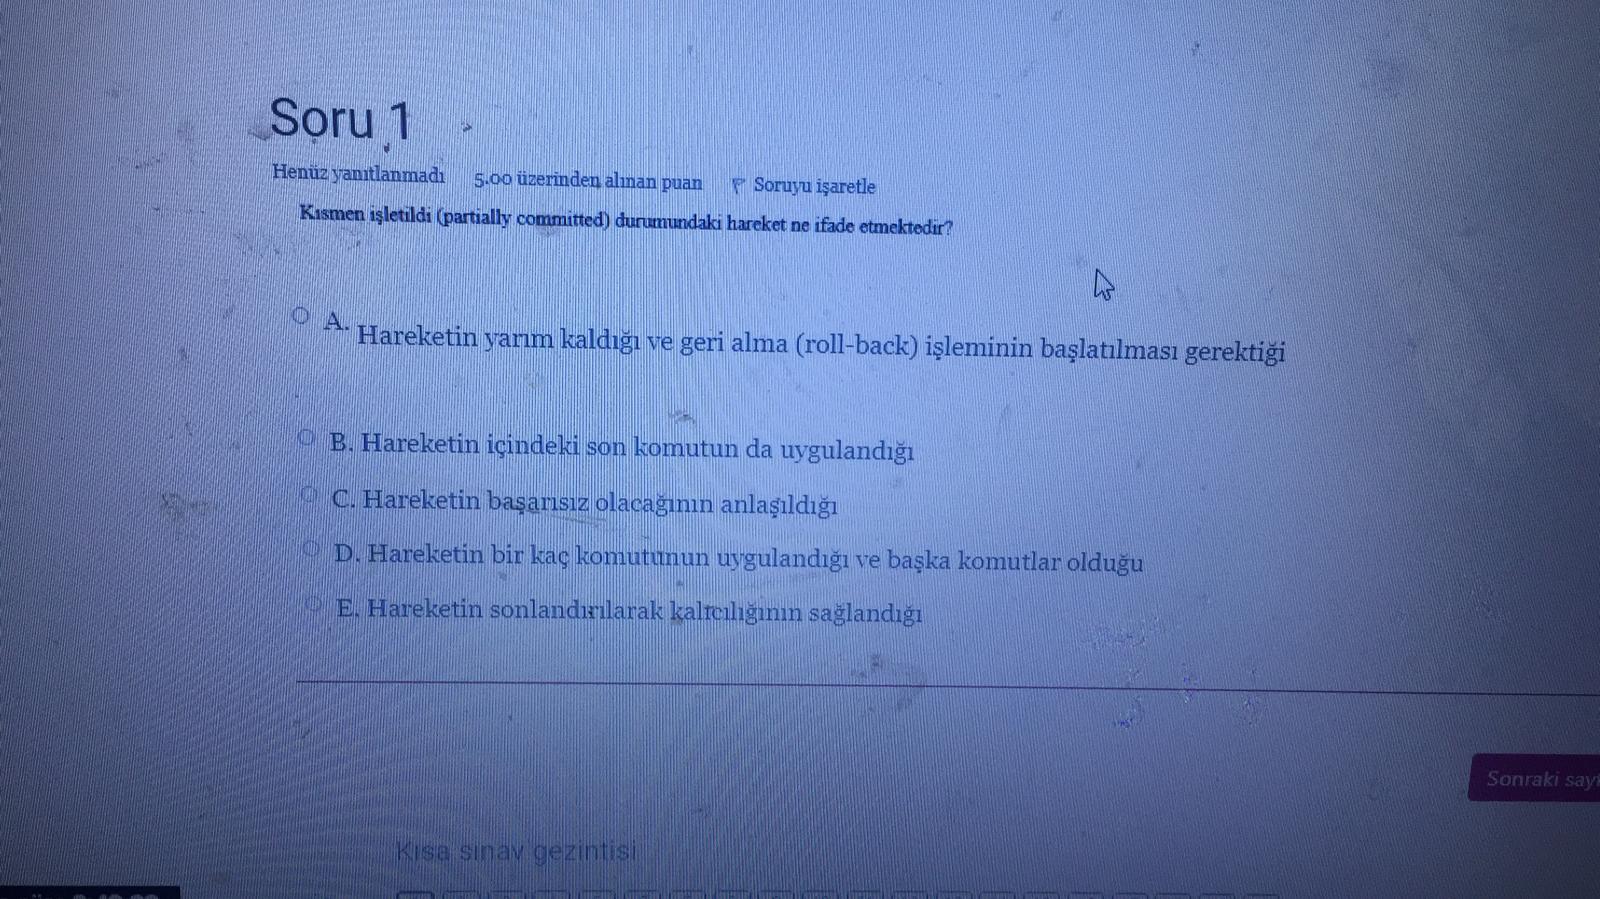 Soru 1
Henüz yanıtlanmadı 5.00 üzerinden alınan puan Soruyu işaretle
Kısmen işletildi (partially committed) durumundaki hareket ne ifade etmektedir?
A. Hareketin yarım kaldığı ve geri alma (roll-back) işleminin başlatılması gerektiği
B. Hareketin içindeki son komutun da uygulandığı
C. Hareketin başarısız olacağının anlaşıldığı
D. Hareketin bir kaç komutunun uygulandığı ve başka komutlar olduğu
E. Hareketin sonlandırılarak kalıcılığının sağlandığı
Sonraki say
Kısa sınav gezintisi